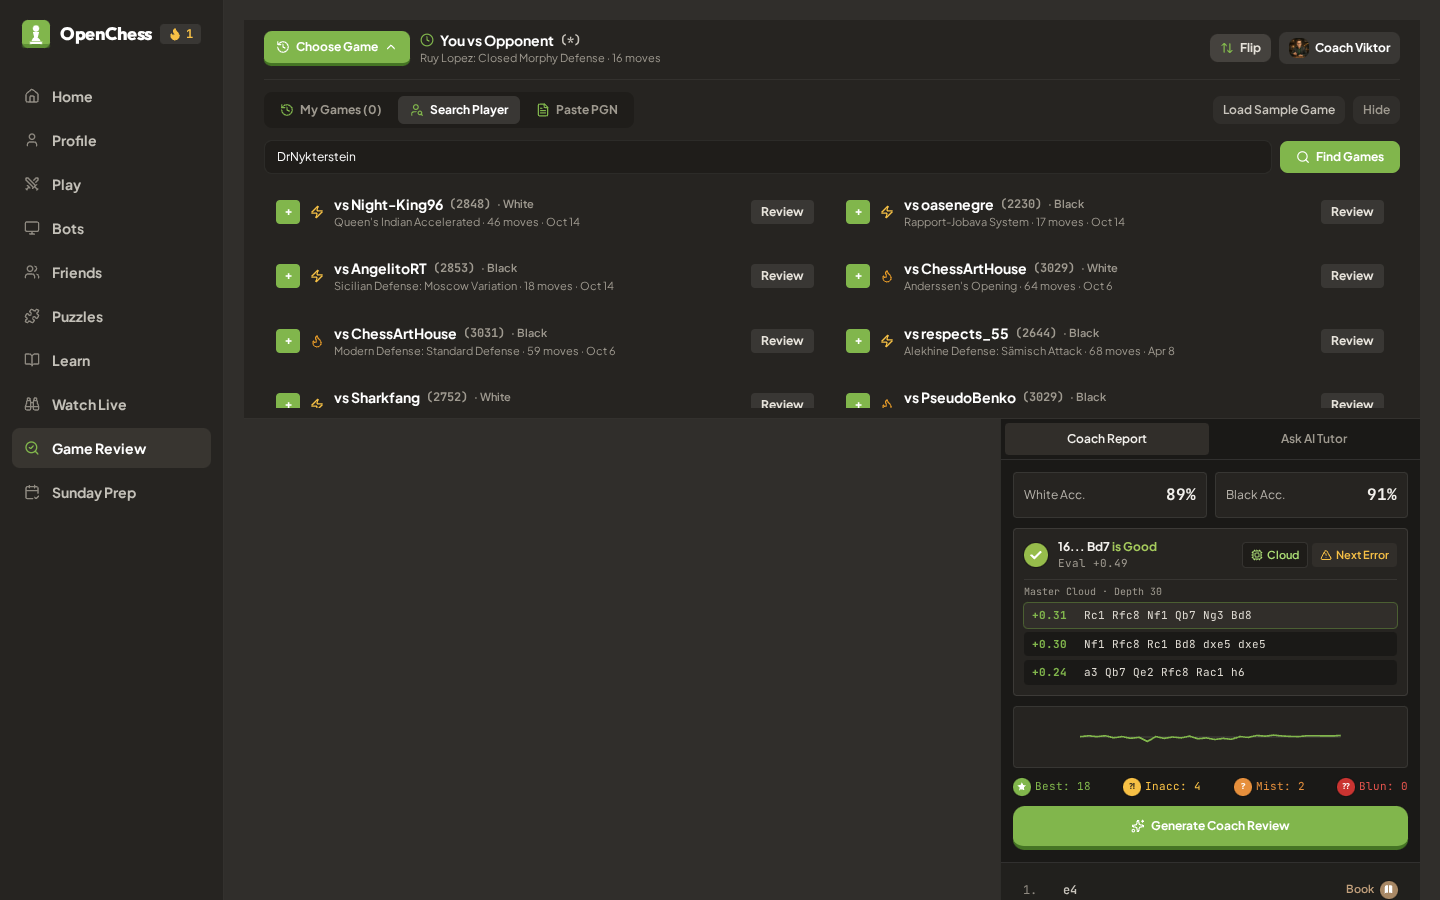 OpenChess 1
Home
Profile
Play
Bots
Friends
Puzzles
Learn
Watch Live
Game Review
Sunday Prep
Choose Game
You vs Opponent (*)
Ruy Lopez: Closed Morphy Defense · 16 moves
Flip
Coach Viktor
My Games (0)
Search Player
Paste PGN
Load Sample Game
Hide
DrNykterstein
Find Games
+ vs Night-King96 (2848) · White
Queen's Indian Accelerated · 46 moves · Oct 14
Review
+ vs oasenegre (2230) · Black
Rapport-Jobava System · 17 moves · Oct 14
Review
+ vs AngelitoRT (2853) · Black
Sicilian Defense: Moscow Variation · 18 moves · Oct 14
Review
+ vs ChessArtHouse (3029) · White
Anderssen's Opening · 64 moves · Oct 6
Review
+ vs ChessArtHouse (3031) · Black
Modern Defense: Standard Defense · 59 moves · Oct 6
Review
+ vs respects_55 (2644) · Black
Alekhine Defense: Sämisch Attack · 68 moves · Apr 8
Review
+ vs Sharkfang (2752) · White
Review
+ vs PseudoBenko (3029) · Black
Review
Coach Report
Ask AI Tutor
White Acc. 89%
Black Acc. 91%
16... Bd7 is Good
Eval +0.49
Cloud
Next Error
Master Cloud · Depth 30
+0.31 Rc1 Rfc8 Nf1 Qb7 Ng3 Bd8
+0.30 Nf1 Rfc8 Rc1 Bd8 dxe5 dxe5
+0.24 a3 Qb7 Qe2 Rfc8 Rac1 h6
Best: 18
?! Inacc: 4
? Mist: 2
?? Blun: 0
Generate Coach Review
1. e4 Book